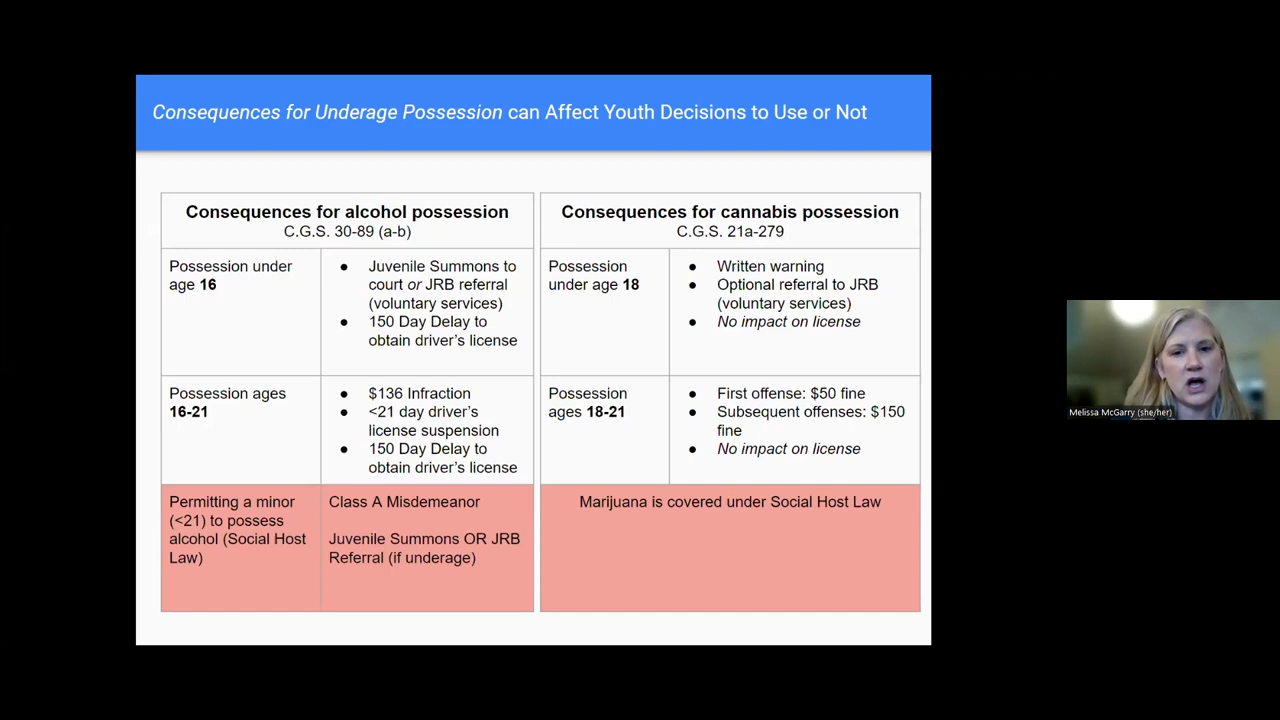 Consequences for Underage Possession can Affect Youth Decisions to Use or Not
Consequences for alcohol possession
C.G.S. 30-89 (a-b)
Possession under
age 16
● Juvenile Summons to
court or JRB referral
(voluntary services)
● 150 Day Delay to
obtain driver's license
Possession ages
16-21
● $136 Infraction
● <21 day driver's
license suspension
● 150 Day Delay to
obtain driver's license
Permitting a minor
(<21) to possess
alcohol (Social Host
Law)
Class A Misdemeanor
Juvenile Summons OR JRB
Referral (if underage)
Consequences for cannabis possession
C.G.S. 21a-279
Possession
under age 18
● Written warning
● Optional referral to JRB
(voluntary services)
● No impact on license
Possession
ages 18-21
● First offense: $50 fine
● Subsequent offenses: $150
fine
● No impact on license
Marijuana is covered under Social Host Law
Melissa McGarry (she/her)